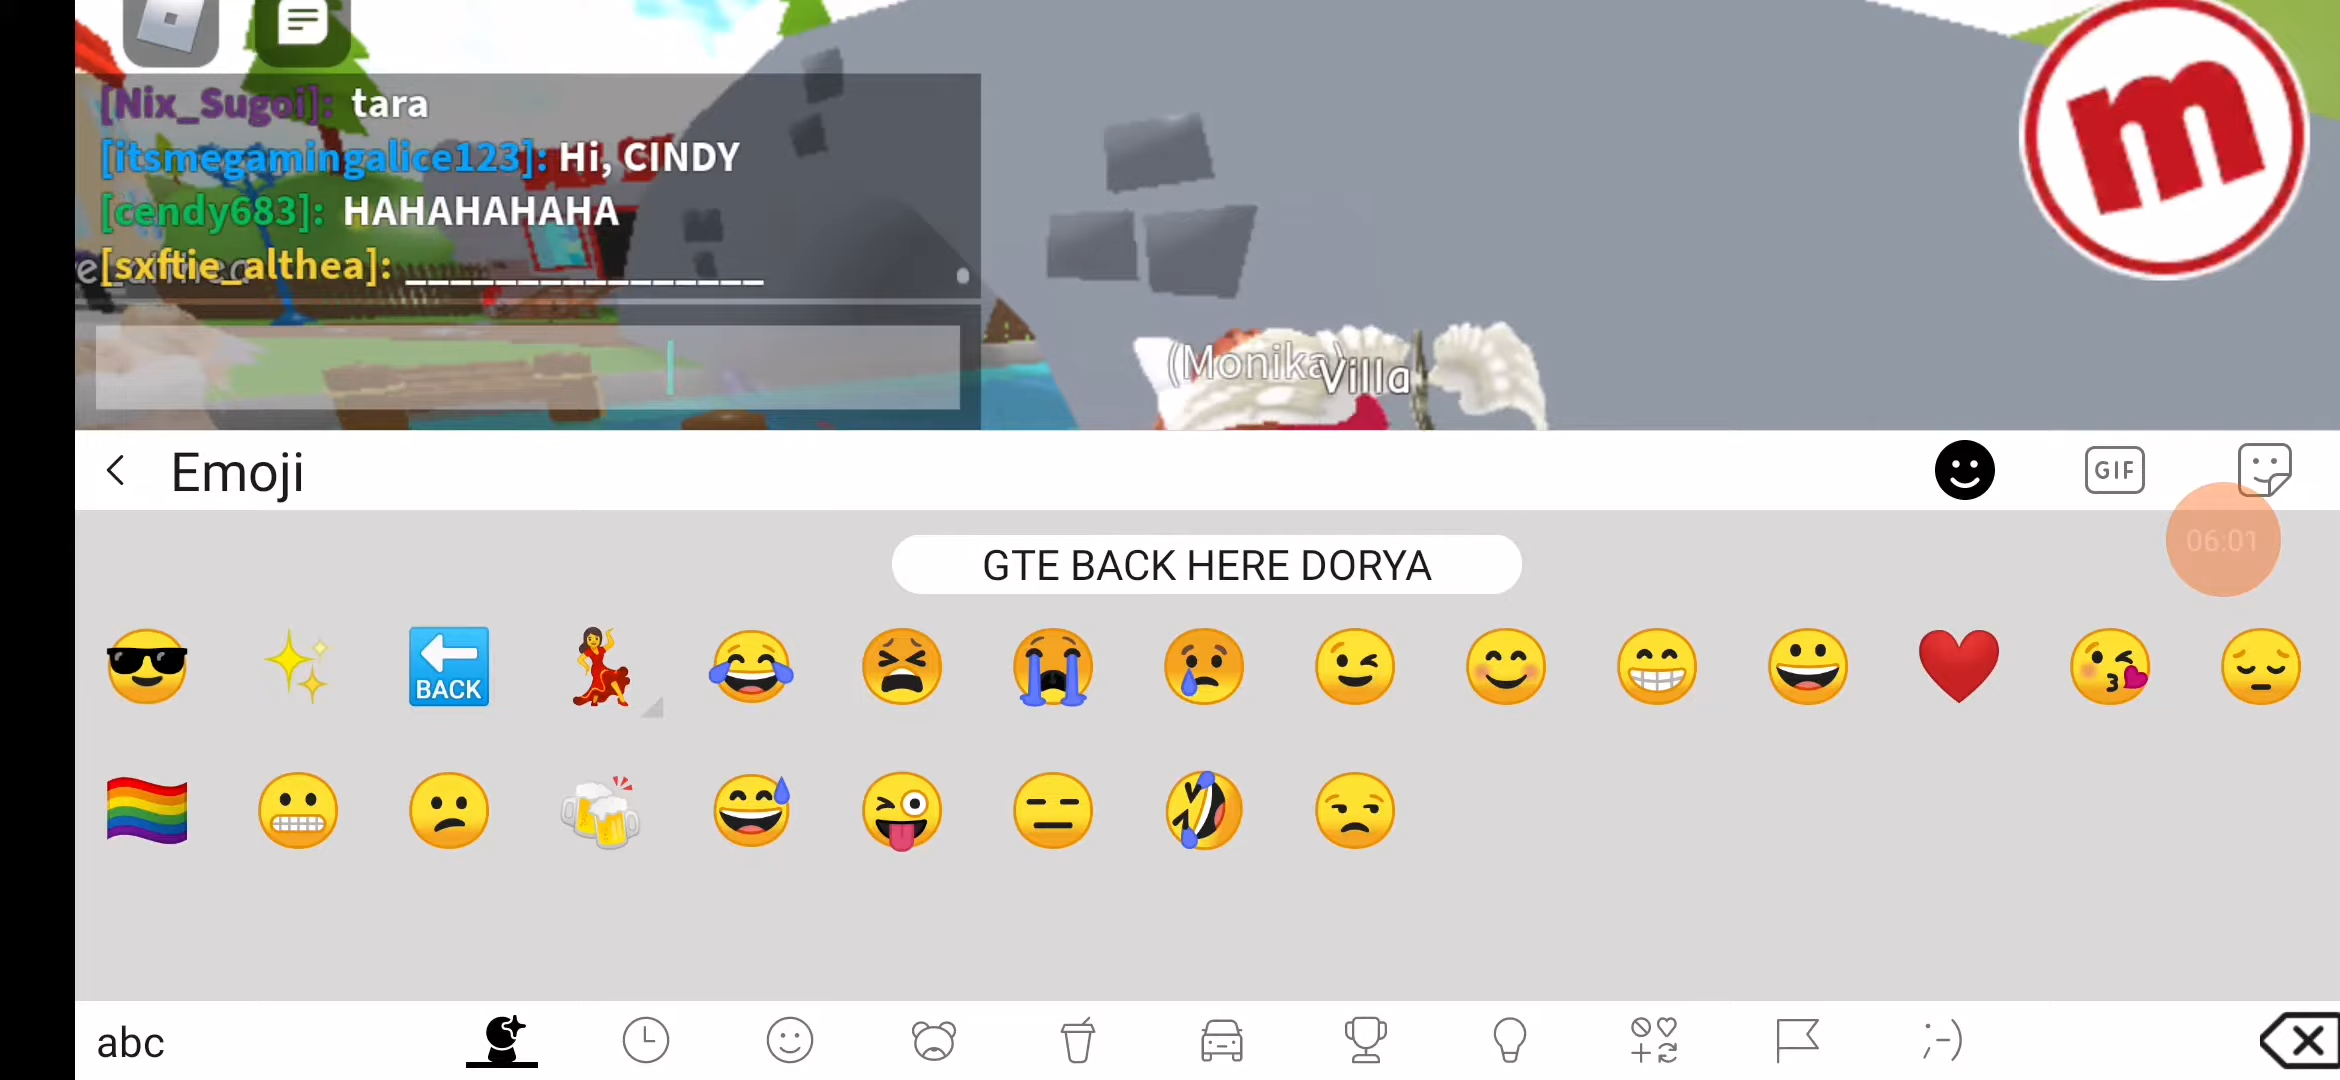 [Nix_Sugoi]: tara
[itsmegamingalice123]: Hi, CINDY
[cendy683]: HAHAHAHAHA
[sxftie_althea]: ________________
m
(Monika)
Villa
Emoji
GIF
06:01
GTE BACK HERE DORYA
BACK
abc
;-)